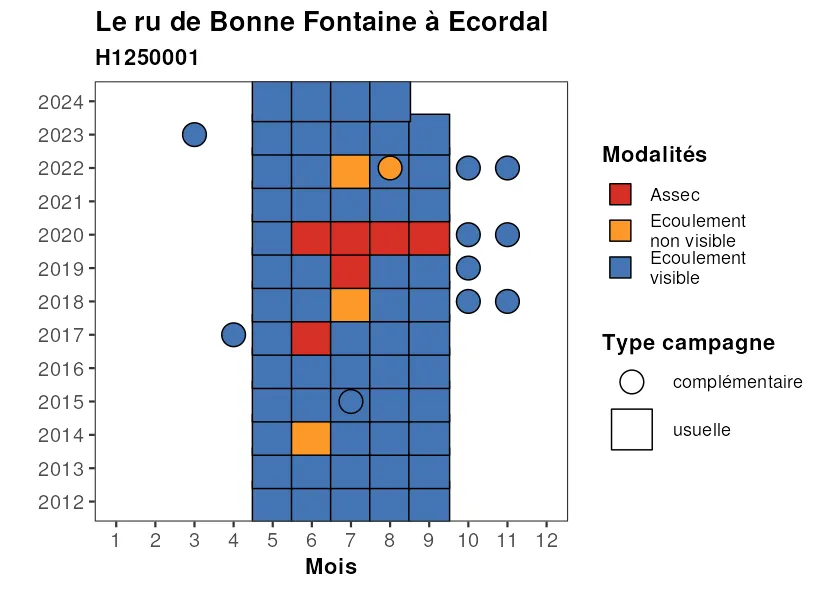 Le ru de Bonne Fontaine à Ecordal
H1250001
2024
2023
2022
2021
2020
2019
2018
2017
2016
2015
2014
2013
2012
1 2 3 4 5 6 7 8 9 10 11 12
Mois
Modalités
Assec
Ecoulement
non visible
Ecoulement
visible
Type campagne
complémentaire
usuelle